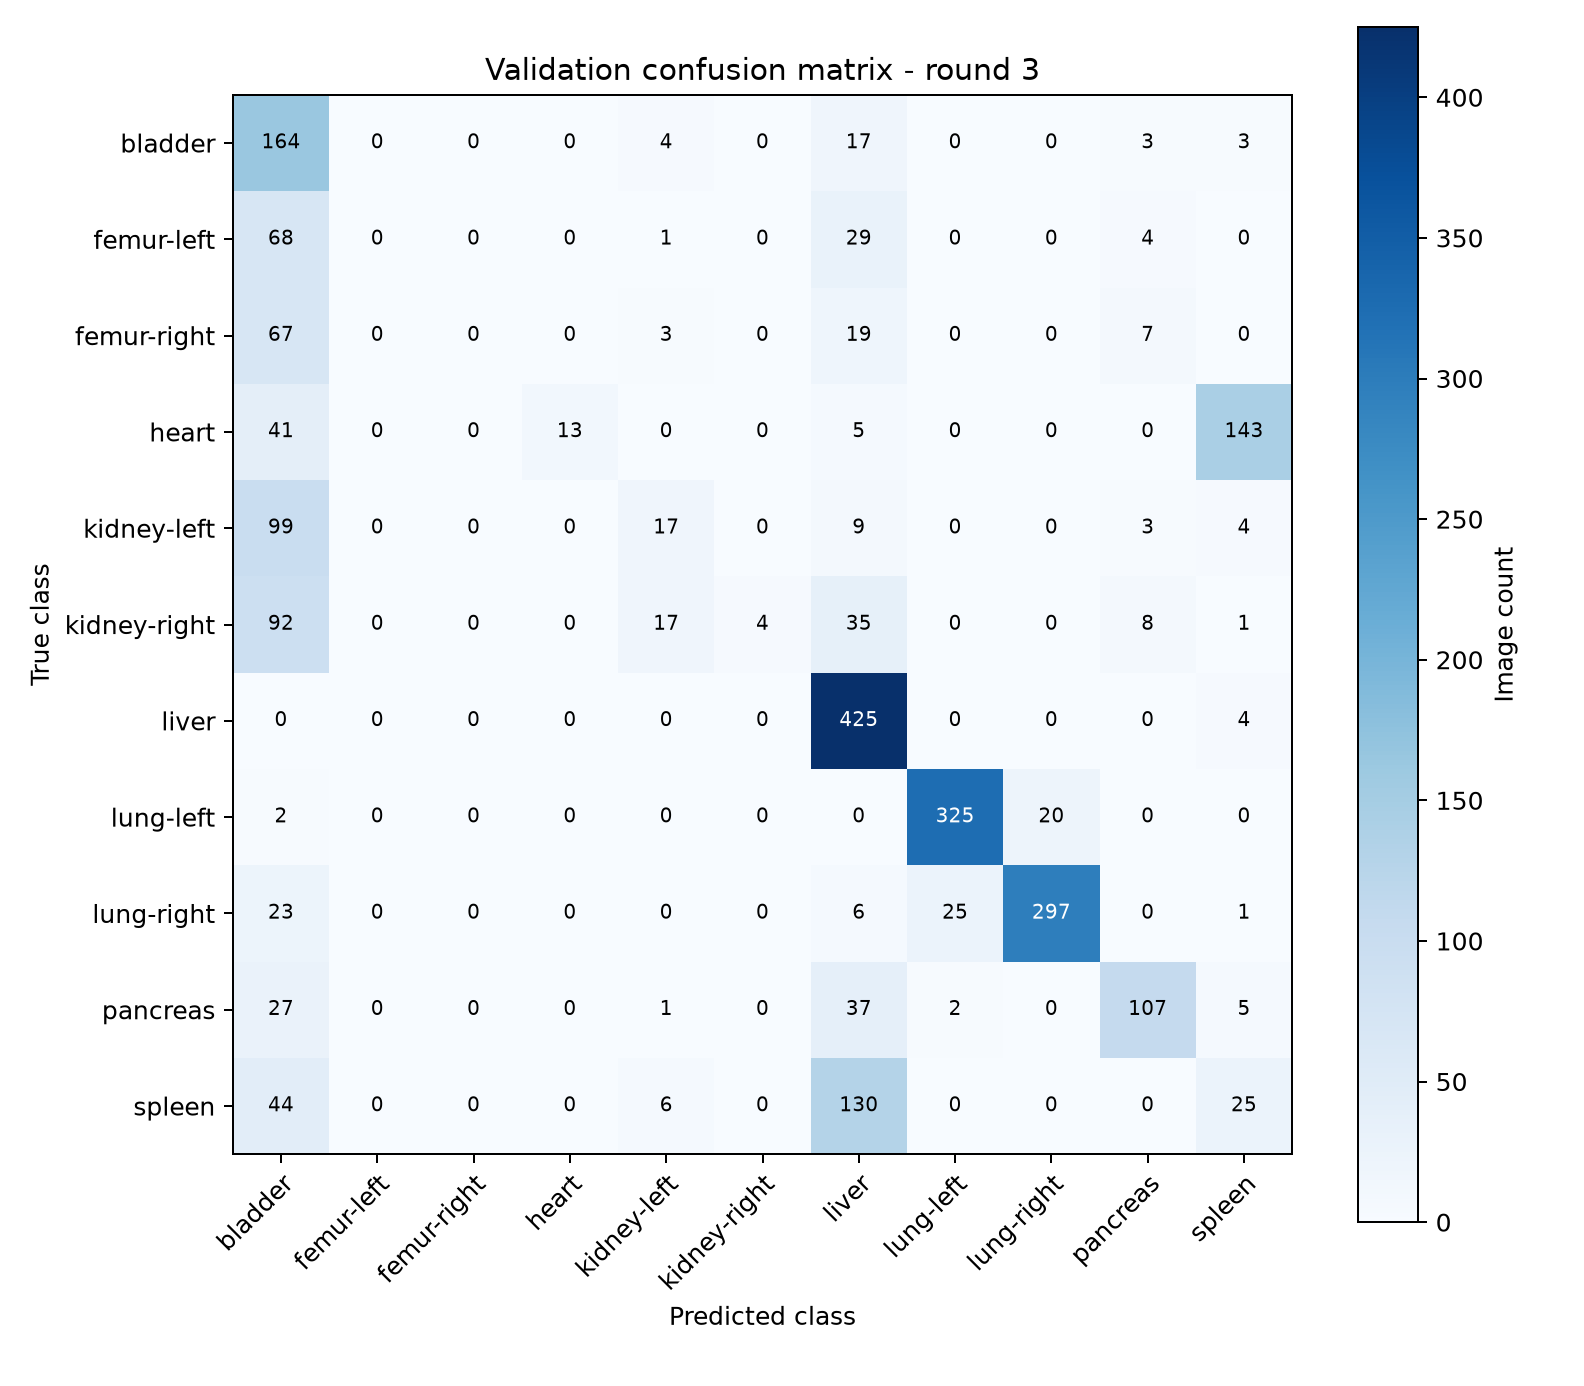 Validation confusion matrix - round 3
bladder 164 0 0 0 4 0 17 0 0 3 3
femur-left 68 0 0 0 1 0 29 0 0 4 0
femur-right 67 0 0 0 3 0 19 0 0 7 0
heart 41 0 0 13 0 0 5 0 0 0 143
kidney-left 99 0 0 0 17 0 9 0 0 3 4
kidney-right 92 0 0 0 17 4 35 0 0 8 1
liver 0 0 0 0 0 0 425 0 0 0 4
lung-left 2 0 0 0 0 0 0 325 20 0 0
lung-right 23 0 0 0 0 0 6 25 297 0 1
pancreas 27 0 0 0 1 0 37 2 0 107 5
spleen 44 0 0 0 6 0 130 0 0 0 25
True class
bladder femur-left femur-right heart kidney-left kidney-right liver lung-left lung-right pancreas spleen
Predicted class
400
350
300
250
200
150
100
50
0
Image count